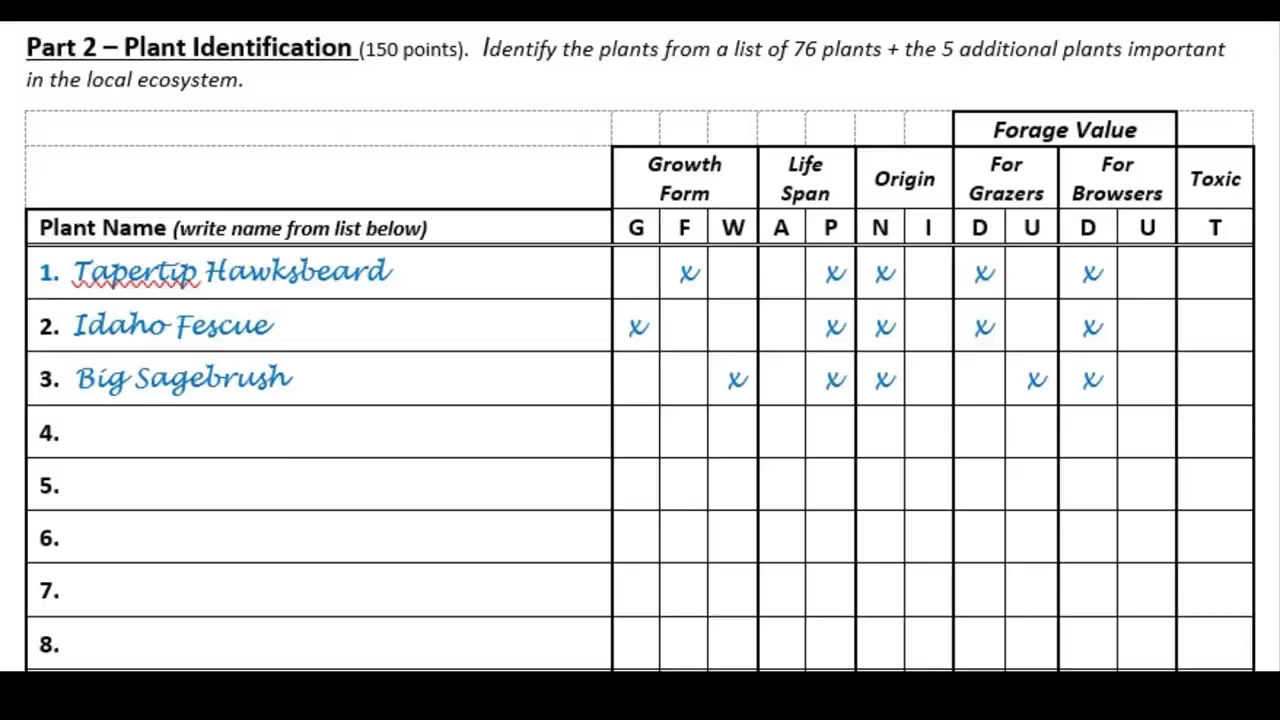 Part 2 – Plant Identification (150 points). Identify the plants from a list of 76 plants + the 5 additional plants important
in the local ecosystem.
Forage Value
Growth Form Life Span Origin For Grazers For Browsers Toxic
Plant Name (write name from list below) G F W A P N I D U D U T
1. Tapertip Hawksbeard x x x x x
2. Idaho Fescue x x x x x
3. Big Sagebrush x x x x x
4.
5.
6.
7.
8.